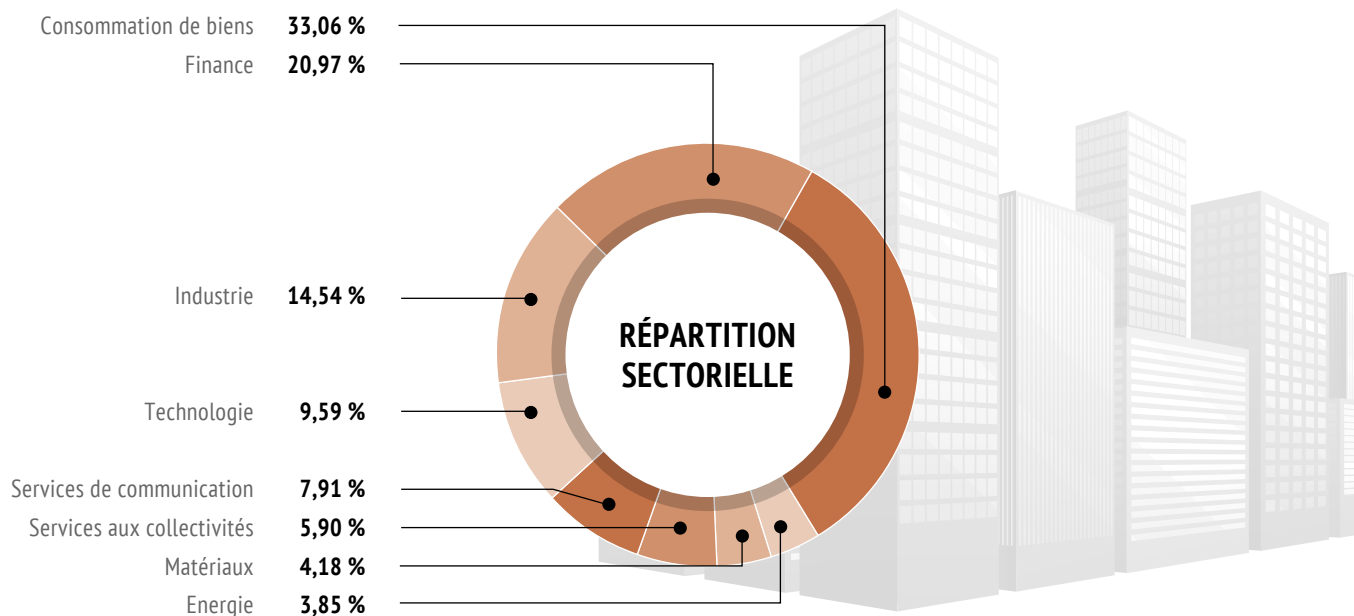 Consommation de biens 33,06 %
Finance 20,97 %
Industrie 14,54 %
RÉPARTITION
SECTORIELLE
Technologie 9,59 %
Services de communication 7,91 %
Services aux collectivités 5,90 %
Matériaux 4,18 %
Energie 3,85 %